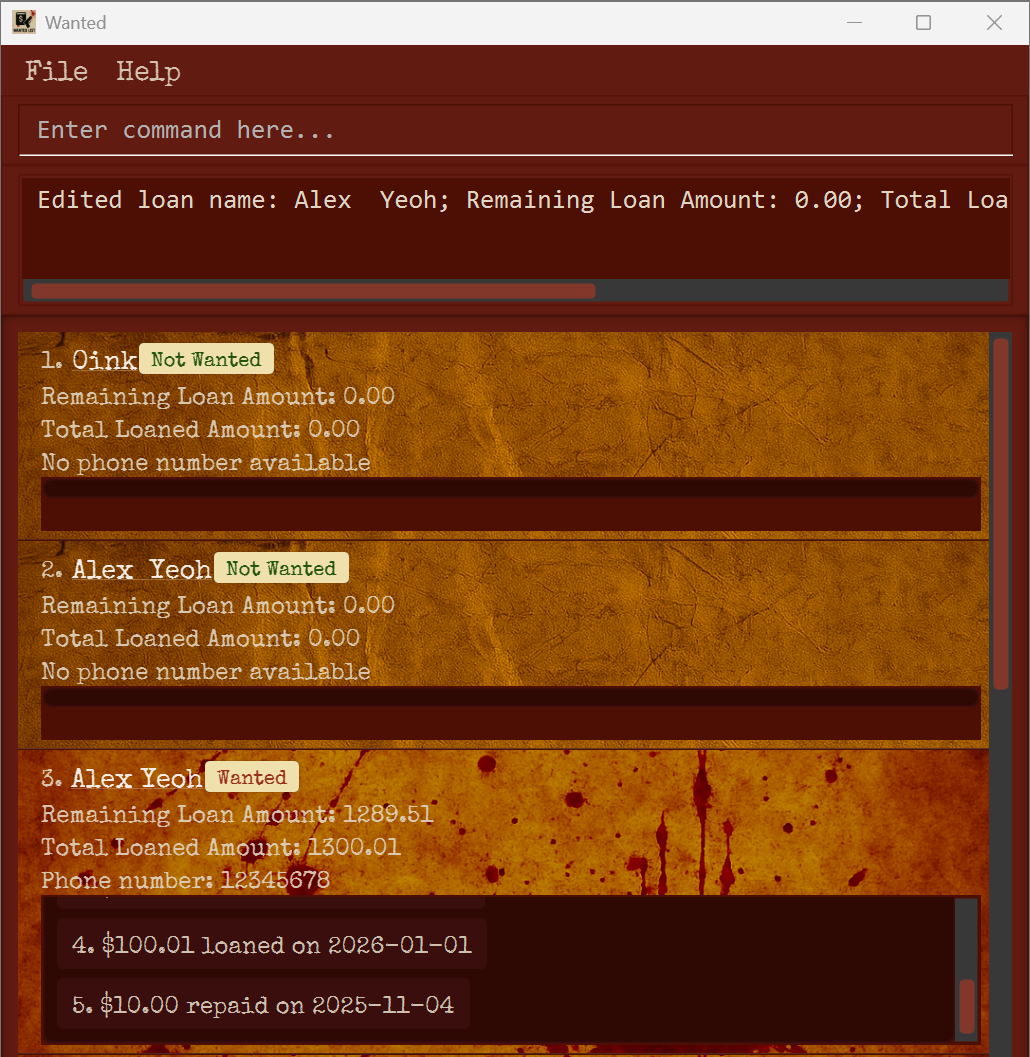 Wanted
File Help
Enter command here...
Edited loan name: Alex  Yeoh; Remaining Loan Amount: 0.00; Total Loa
1. Oink Not Wanted
Remaining Loan Amount: 0.00
Total Loaned Amount: 0.00
No phone number available
2. Alex  Yeoh Not Wanted
Remaining Loan Amount: 0.00
Total Loaned Amount: 0.00
No phone number available
3. Alex Yeoh Wanted
Remaining Loan Amount: 1289.51
Total Loaned Amount: 1300.01
Phone number: 12345678
4. $100.01 loaned on 2026-01-01
5. $10.00 repaid on 2025-11-04